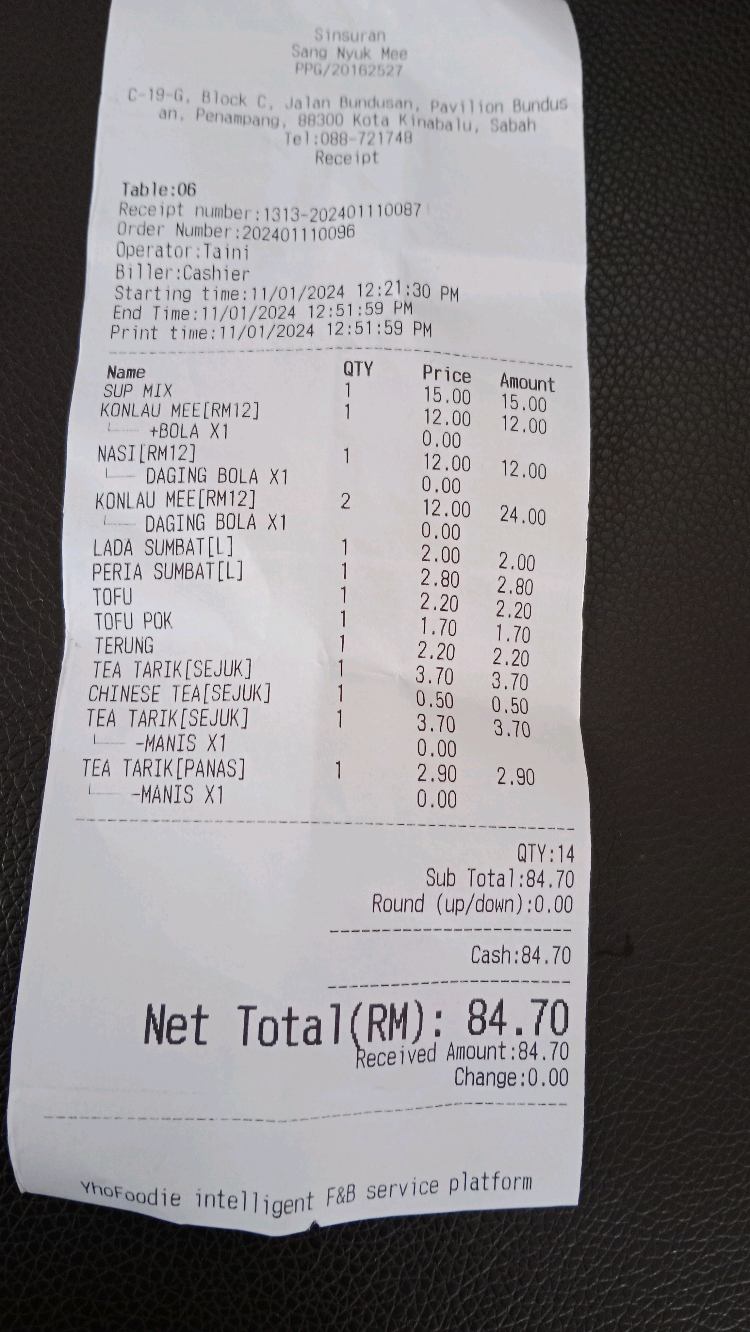 Sinsuran
Sang Nyuk Mee
PPG/20162527
C-19-G, Block C, Jalan Bundusan, Pavilion Bundus
an, Penampang, 88300 Kota Kinabalu, Sabah
Tel:088-721748
Receipt
Table:06
Receipt number:1313-202401110087
Order Number:202401110096
Operator:Taini
Biller:Cashier
Starting time:11/01/2024 12:21:30 PM
End Time:11/01/2024 12:51:59 PM
Print time:11/01/2024 12:51:59 PM
Name QTY Price Amount
SUP MIX 1 15.00 15.00
KONLAU MEE[RM12] 1 12.00 12.00
+BOLA X1 0.00
NASI[RM12] 1 12.00 12.00
DAGING BOLA X1 0.00
KONLAU MEE[RM12] 2 12.00 24.00
DAGING BOLA X1 0.00
LADA SUMBAT[L] 1 2.00 2.00
PERIA SUMBAT[L] 1 2.80 2.80
TOFU 1 2.20 2.20
TOFU POK 1 1.70 1.70
TERUNG 1 2.20 2.20
TEA TARIK[SEJUK] 1 3.70 3.70
CHINESE TEA[SEJUK] 1 0.50 0.50
TEA TARIK[SEJUK] 1 3.70 3.70
-MANIS X1 0.00
TEA TARIK[PANAS] 1 2.90 2.90
-MANIS X1 0.00
QTY:14
Sub Total:84.70
Round (up/down):0.00
Cash:84.70
Net Total(RM): 84.70
Received Amount:84.70
Change:0.00
YhoFoodie intelligent F&B service platform